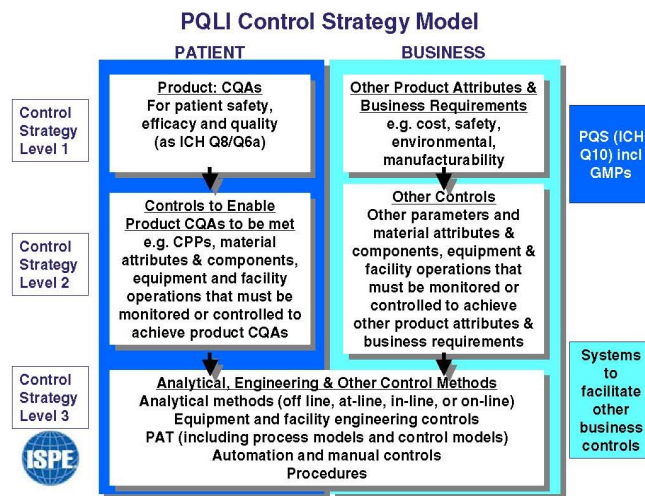 PQLI Control Strategy Model
PATIENT
BUSINESS
Control
Strategy
Level 1
Product: CQAs
For patient safety,
efficacy and quality
(as ICH Q8/Q6a)
Other Product Attributes &
Business Requirements
e.g. cost, safety,
environmental,
manufacturability
PQS (ICH
Q10) incl
GMPs
Control
Strategy
Level 2
Controls to Enable
Product CQAs to be met
e.g. CPPs, material
attributes & components,
equipment and facility
operations that must be
monitored or controlled to
achieve product CQAs
Other Controls
Other parameters and
material attributes &
components, equipment &
facility operations that
must be monitored or
controlled to achieve
other product attributes &
business requirements
Control
Strategy
Level 3
Analytical, Engineering & Other Control Methods
Analytical methods (off line, at-line, in-line, or on-line)
Equipment and facility engineering controls
PAT (including process models and control models)
Automation and manual controls
Procedures
Systems
to
facilitate
other
business
controls
ISPE